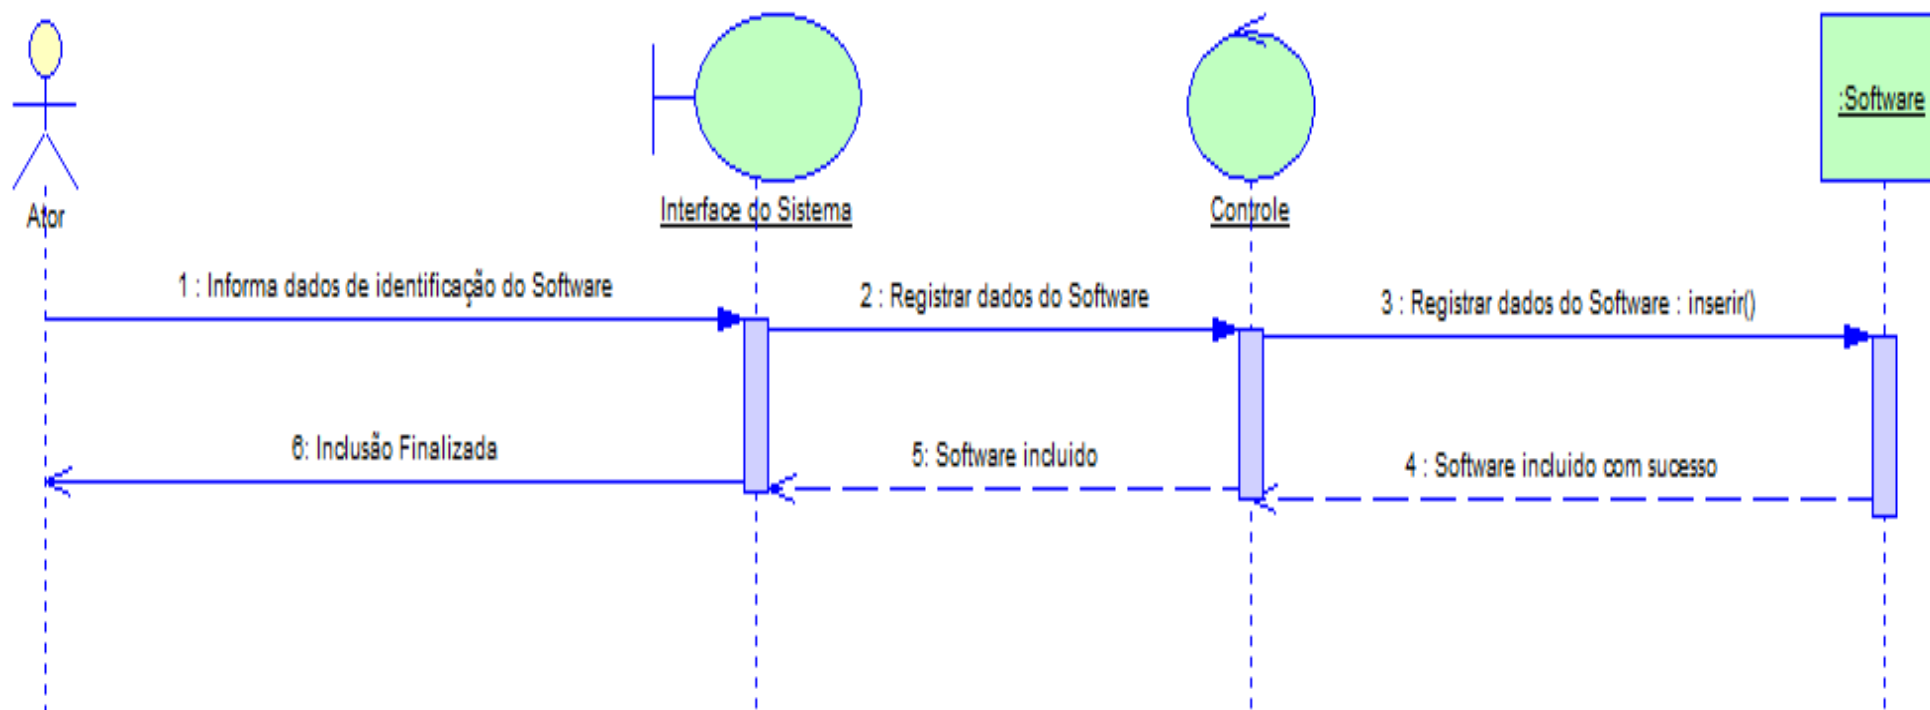 :Software
Ator
Interface do Sistema
Controle
1 : Informa dados de identificação do Software
2 : Registrar dados do Software
3 : Registrar dados do Software : inserir()
6: Inclusão Finalizada
5: Software incluido
4 : Software incluido com sucesso